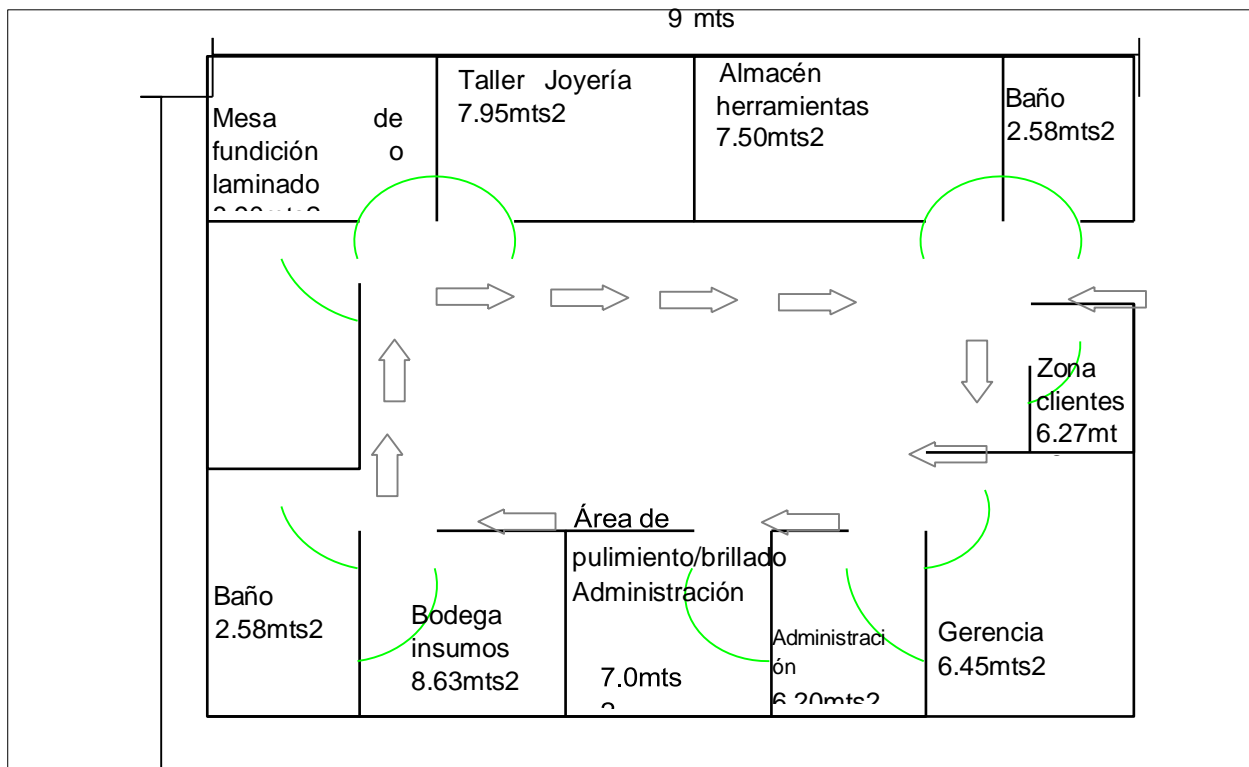 9 mts
Mesa de
fundición o
laminado
Taller Joyería
7.95mts2
Almacén
herramientas
7.50mts2
Baño
2.58mts2
Zona
clientes
6.27mt
Baño
2.58mts2
Bodega
insumos
8.63mts2
Área de
pulimiento/brillado
Administración
7.0mts
Administraci
ón
6.20mts2
Gerencia
6.45mts2